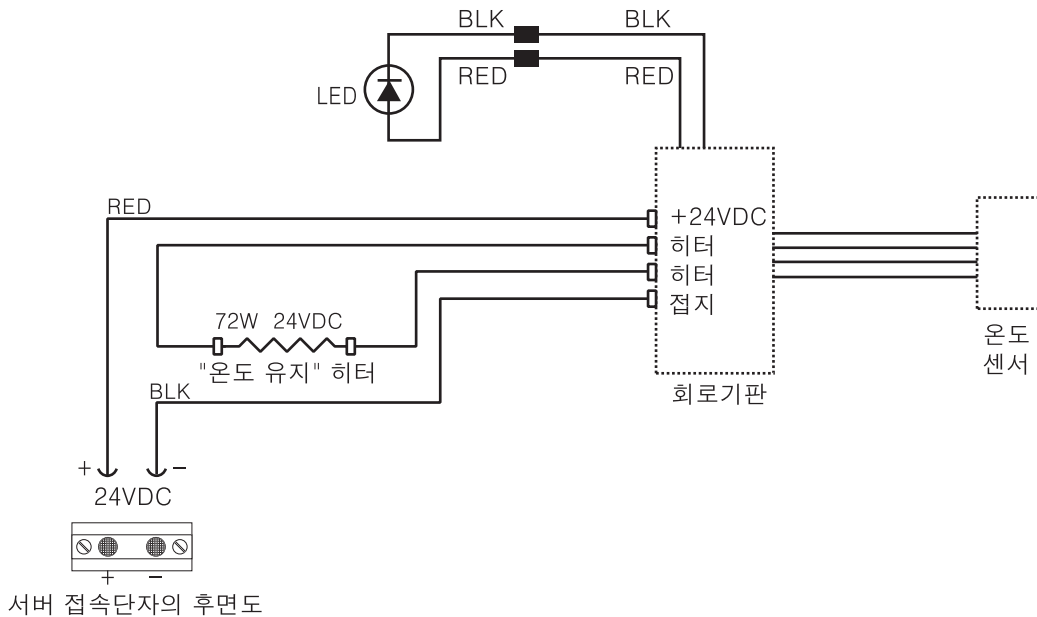 BLK BLK
RED RED
LED
RED
+24VDC
히터
히터
접지
72W 24VDC
"온도 유지" 히터
BLK
회로기판
온도
센서
+ −
24VDC
+ −
서버 접속단자의 후면도